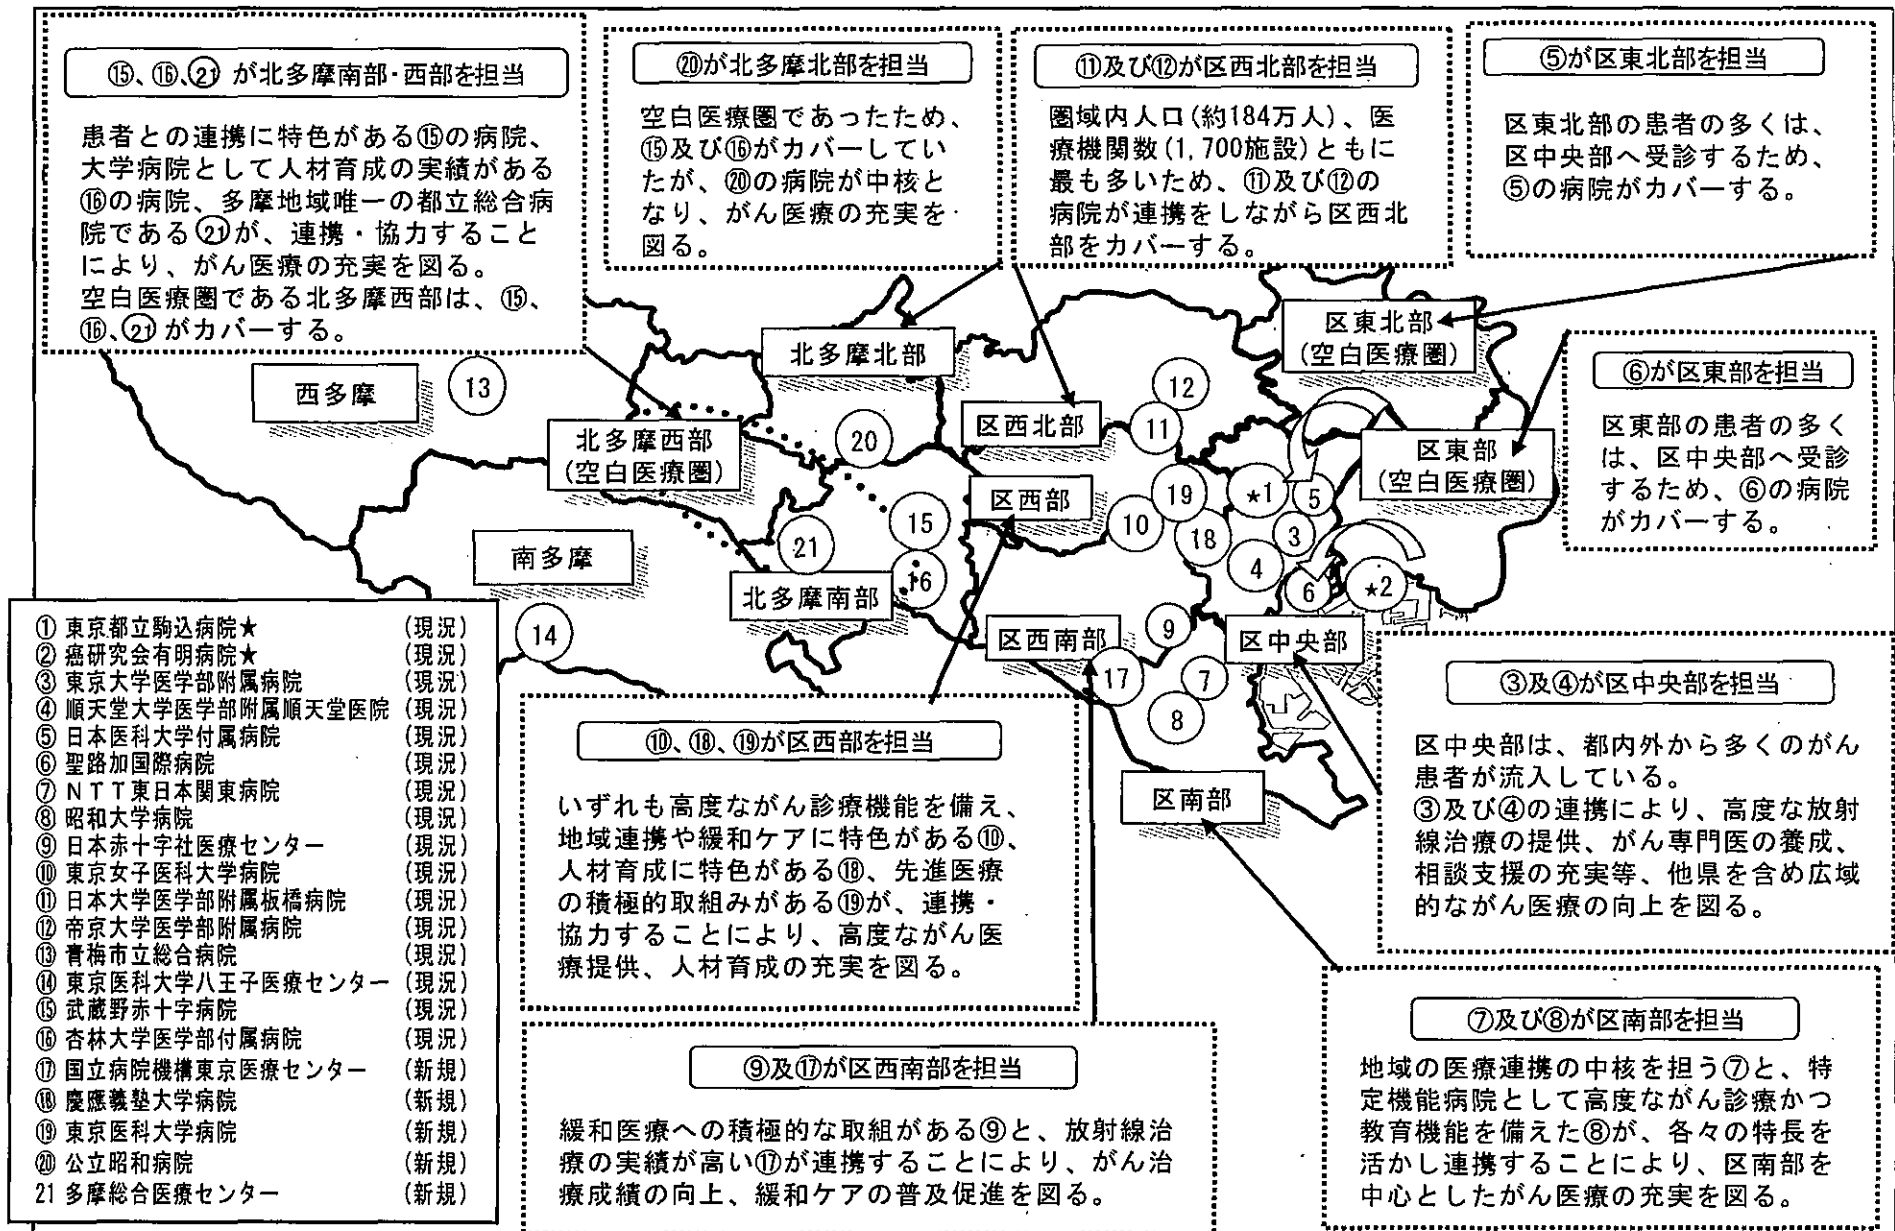 ⑮、⑯、㉑ が北多摩南部・西部を担当
患者との連携に特色がある⑮の病院、
大学病院として人材育成の実績がある
⑯の病院、多摩地域唯一の都立総合病
院である㉑が、連携・協力すること
により、がん医療の充実を図る。
空白医療圏である北多摩西部は、⑮、
⑯、㉑がカバーする。
⑳が北多摩北部を担当
空白医療圏であったため、
⑮及び⑯がカバーしてい
たが、⑳の病院が中核と
なり、がん医療の充実を
図る。
⑪及び⑫が区西北部を担当
圏域内人口(約184万人)、医
療機関数(1,700施設)ともに
最も多いため、⑪及び⑫の
病院が連携をしながら区西北
部をカバーする。
⑤が区東北部を担当
区東北部の患者の多くは、
区中央部へ受診するため、
⑤の病院がカバーする。
⑥が区東部を担当
区東部の患者の多く
は、区中央部へ受診
するため、⑥の病院
がカバーする。
西多摩
13
北多摩北部
北多摩西部
(空白医療圏)
20
区西北部
12
11
区東北部
(空白医療圏)
区東部
(空白医療圏)
区西部
10
19
18
★1
5
3
4
6
★2
南多摩
14
21
15
16
北多摩南部
区西南部
9
17
7
8
区中央部
区南部
① 東京都立駒込病院★ (現況)
② 癌研究会有明病院★ (現況)
③ 東京大学医学部附属病院 (現況)
④ 順天堂大学医学部附属順天堂医院 (現況)
⑤ 日本医科大学付属病院 (現況)
⑥ 聖路加国際病院 (現況)
⑦ NTT東日本関東病院 (現況)
⑧ 昭和大学病院 (現況)
⑨ 日本赤十字社医療センター (現況)
⑩ 東京女子医科大学病院 (現況)
⑪ 日本大学医学部附属板橋病院 (現況)
⑫ 帝京大学医学部附属病院 (現況)
⑬ 青梅市立総合病院 (現況)
⑭ 東京医科大学八王子医療センター (現況)
⑮ 武蔵野赤十字病院 (現況)
⑯ 杏林大学医学部付属病院 (現況)
⑰ 国立病院機構東京医療センター (新規)
⑱ 慶應義塾大学病院 (新規)
⑲ 東京医科大学病院 (新規)
⑳ 公立昭和病院 (新規)
21 多摩総合医療センター (新規)
⑩、⑱、⑲が区西部を担当
いずれも高度ながん診療機能を備え、
地域連携や緩和ケアに特色がある⑩、
人材育成に特色がある⑱、先進医療
の積極的取組みがある⑲が、連携・
協力することにより、高度ながん医
療提供、人材育成の充実を図る。
⑨及び⑰が区西南部を担当
緩和医療への積極的な取組がある⑨と、放射線治
療の実績が高い⑰が連携することにより、がん治
療成績の向上、緩和ケアの普及促進を図る。
③及び④が区中央部を担当
区中央部は、都内外から多くのがん
患者が流入している。
③及び④の連携により、高度な放射
線治療の提供、がん専門医の養成、
相談支援の充実等、他県を含め広域
的ながん医療の向上を図る。
⑦及び⑧が区南部を担当
地域の医療連携の中核を担う⑦と、特
定機能病院として高度ながん診療かつ
教育機能を備えた⑧が、各々の特長を
活かし連携することにより、区南部を
中心としたがん医療の充実を図る。